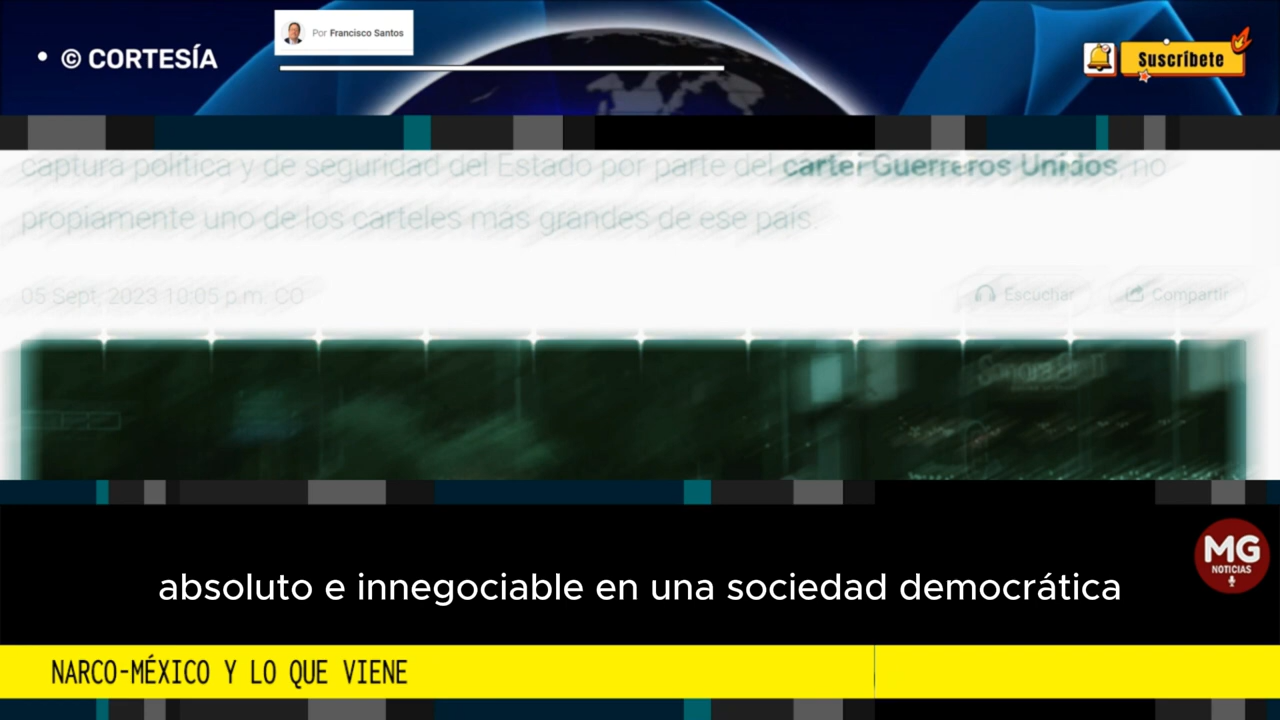 Por Francisco Santos
• © CORTESÍA
Suscríbete
captura política y de seguridad del Estado por parte del cartel Guerreros Unidos, no
propiamente uno de los carteles más grandes de ese país.
05 Sept, 2023 10:05 p.m. CO
Escuchar
Compartir
MG
NOTICIAS
absoluto e innegociable en una sociedad democrática
NARCO-MÉXICO Y LO QUE VIENE